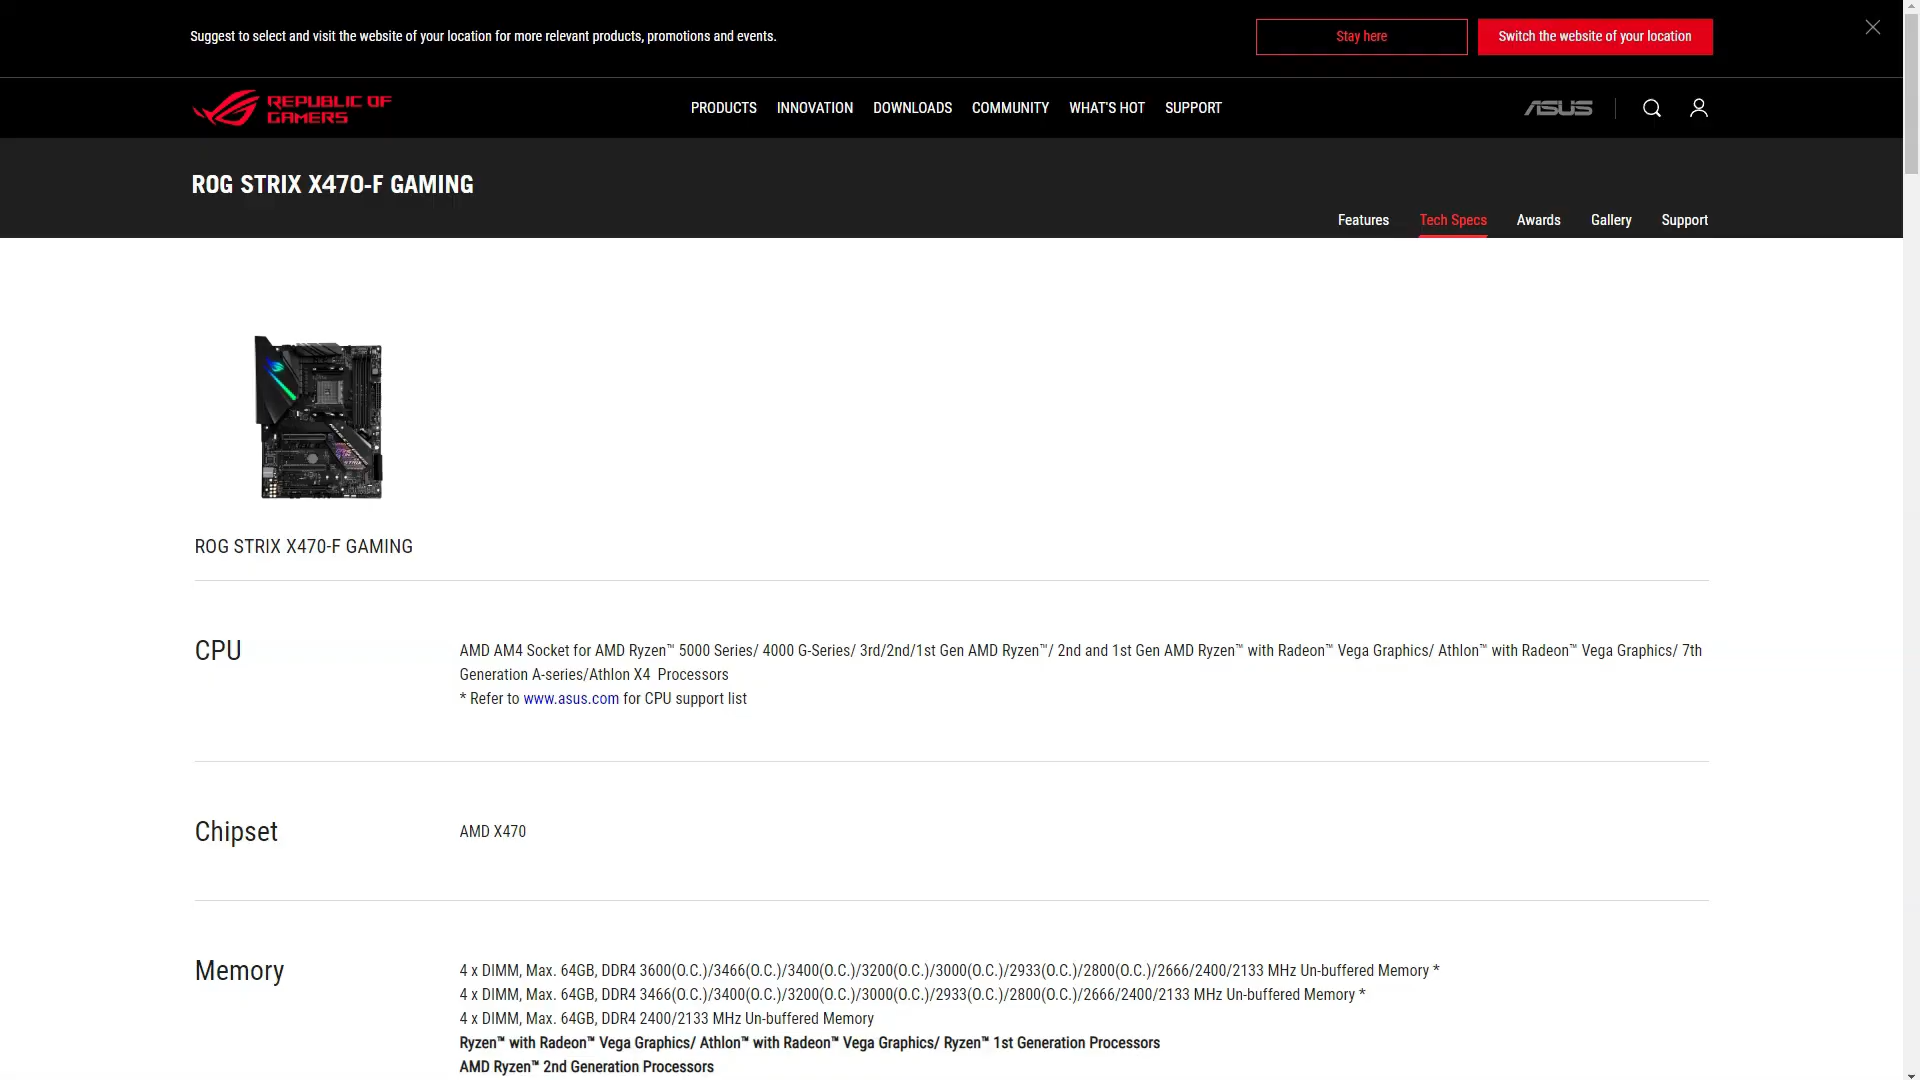 Suggest to select and visit the website of your location for more relevant products, promotions and events.
Stay here
Switch the website of your location
REPUBLIC OF
GAMERS
PRODUCTS INNOVATION DOWNLOADS COMMUNITY WHAT'S HOT SUPPORT
ASUS
ROG STRIX X470-F GAMING
Features Tech Specs Awards Gallery Support
ROG STRIX X470-F GAMING
CPU
AMD AM4 Socket for AMD Ryzen™ 5000 Series/ 4000 G-Series/ 3rd/2nd/1st Gen AMD Ryzen™/ 2nd and 1st Gen AMD Ryzen™ with Radeon™ Vega Graphics/ Athlon™ with Radeon™ Vega Graphics/ 7th
Generation A-series/Athlon X4 Processors
* Refer to www.asus.com for CPU support list
Chipset
AMD X470
Memory
4 x DIMM, Max. 64GB, DDR4 3600(O.C.)/3466(O.C.)/3400(O.C.)/3200(O.C.)/3000(O.C.)/2933(O.C.)/2800(O.C.)/2666/2400/2133 MHz Un-buffered Memory *
4 x DIMM, Max. 64GB, DDR4 3466(O.C.)/3400(O.C.)/3200(O.C.)/3000(O.C.)/2933(O.C.)/2800(O.C.)/2666/2400/2133 MHz Un-buffered Memory *
4 x DIMM, Max. 64GB, DDR4 2400/2133 MHz Un-buffered Memory
Ryzen™ with Radeon™ Vega Graphics/ Athlon™ with Radeon™ Vega Graphics/ Ryzen™ 1st Generation Processors
AMD Ryzen™ 2nd Generation Processors